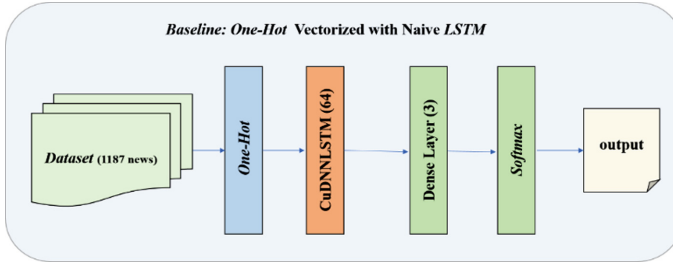 Baseline: One-Hot Vectorized with Naive LSTM
Dataset (1187 news)
One-Hot
CuDNNLSTM (64)
Dense Layer (3)
Softmax
output